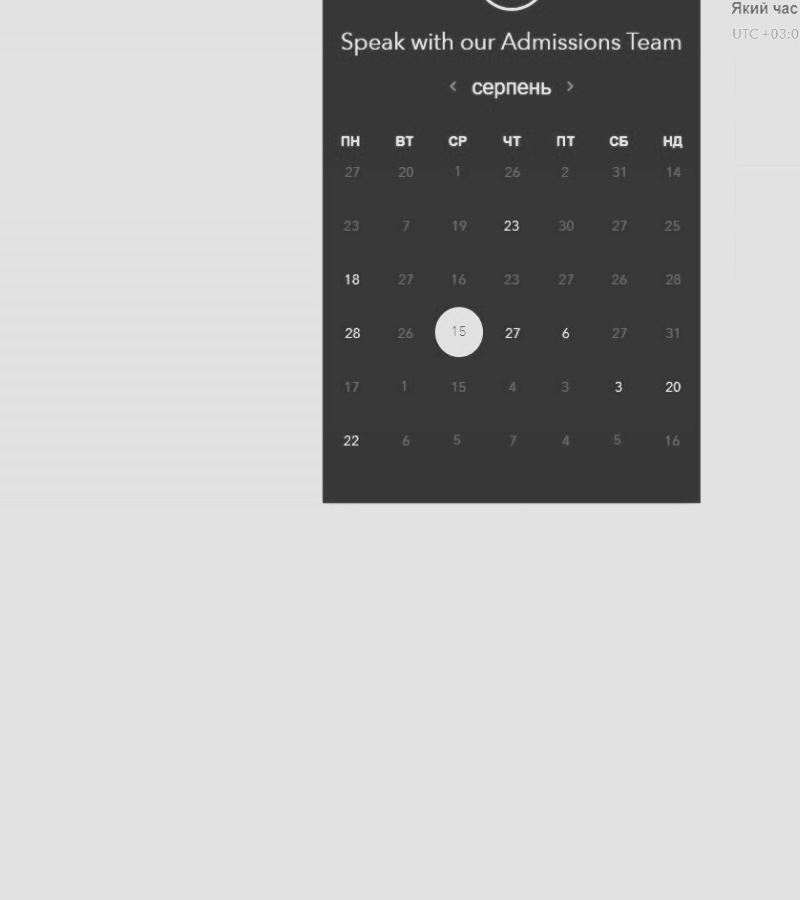 Який час
UTC +03:0
Speak with our Admissions Team
‹ серпень ›
ПН ВТ СР ЧТ ПТ СБ НД
27 20 1 26 2 31 14
23 7 19 23 30 27 25
18 27 16 23 27 26 28
28 26 15 27 6 27 31
17 1 15 4 3 3 20
22 6 5 7 4 5 16